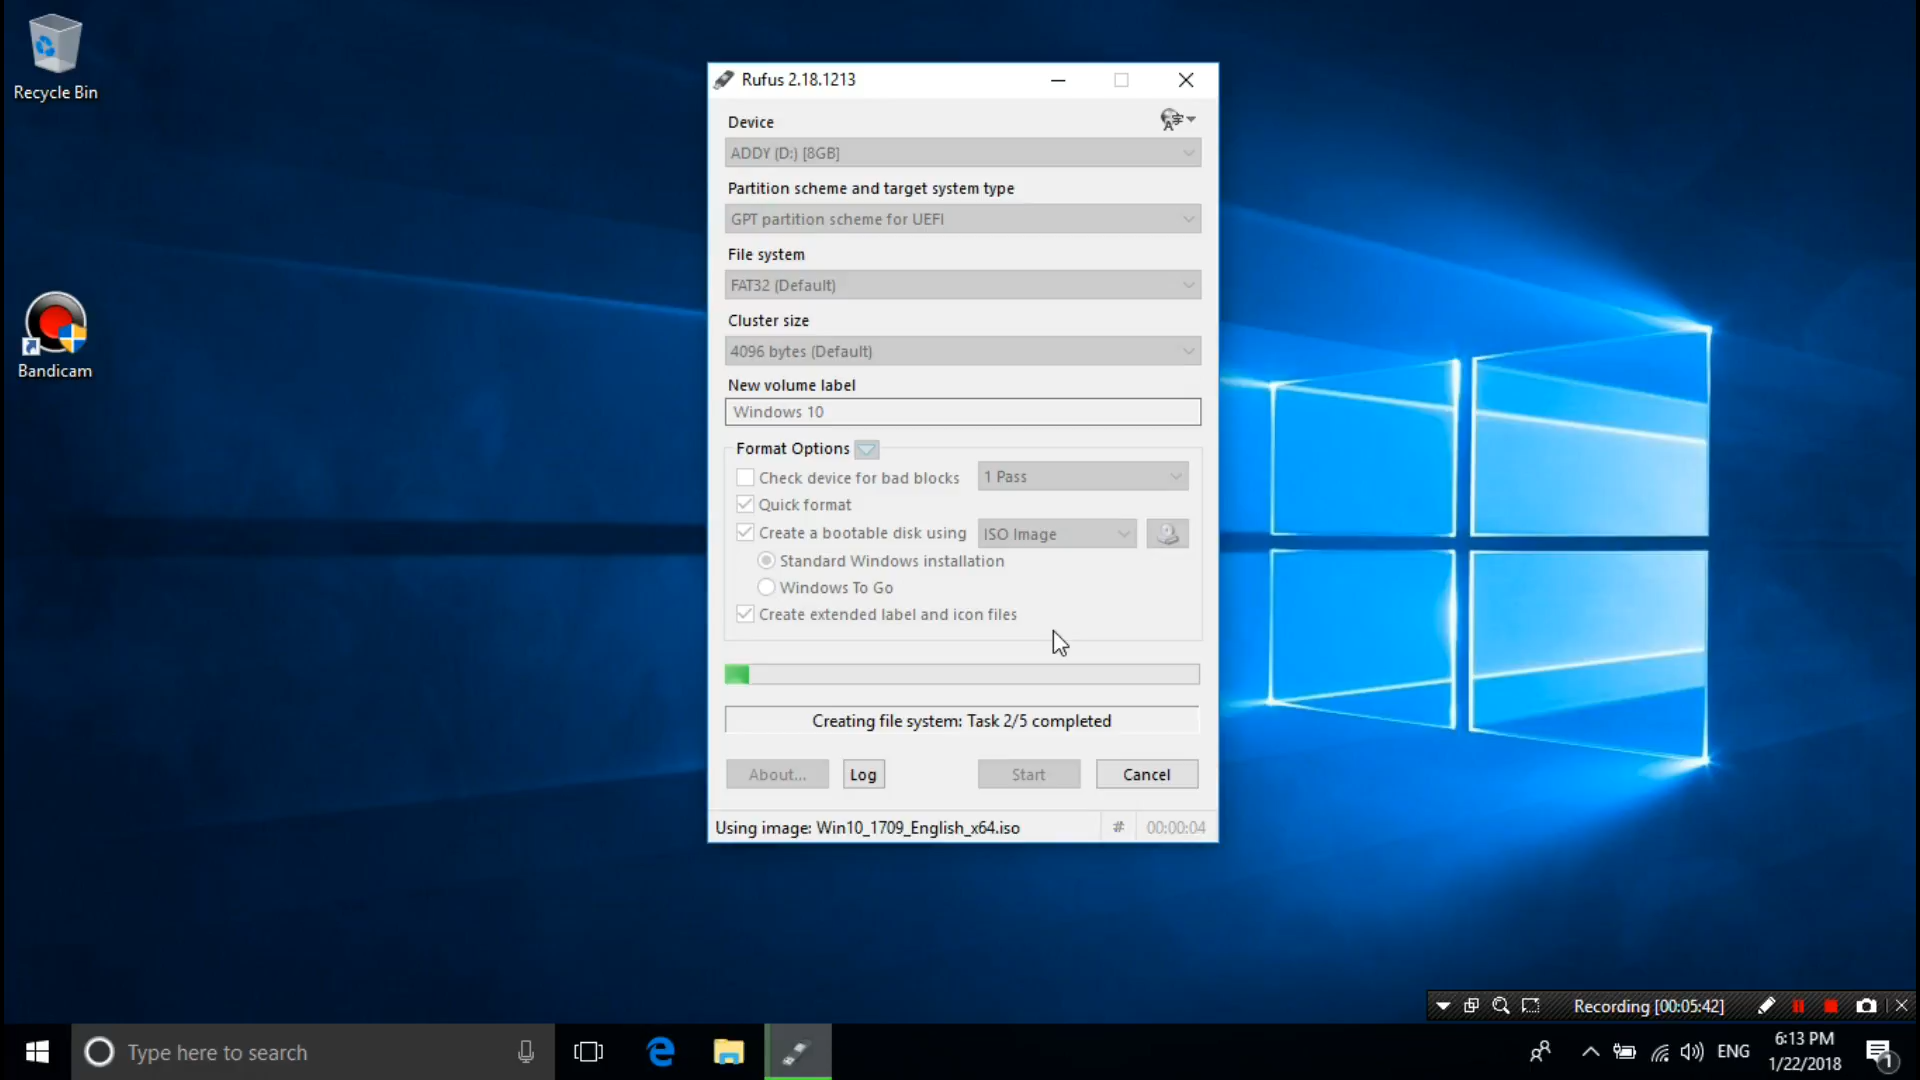 Recycle Bin
Bandicam
Rufus 2.18.1213
Device
ADDY (D:) [8GB]
Partition scheme and target system type
GPT partition scheme for UEFI
File system
FAT32 (Default)
Cluster size
4096 bytes (Default)
New volume label
Windows 10
Format Options
Check device for bad blocks
1 Pass
Quick format
Create a bootable disk using
ISO Image
Standard Windows installation
Windows To Go
Create extended label and icon files
Creating file system: Task 2/5 completed
About...
Log
Start
Cancel
Using image: Win10_1709_English_x64.iso
#
00:00:04
Recording [00:05:42]
Type here to search
ENG
6:13 PM
1/22/2018
1